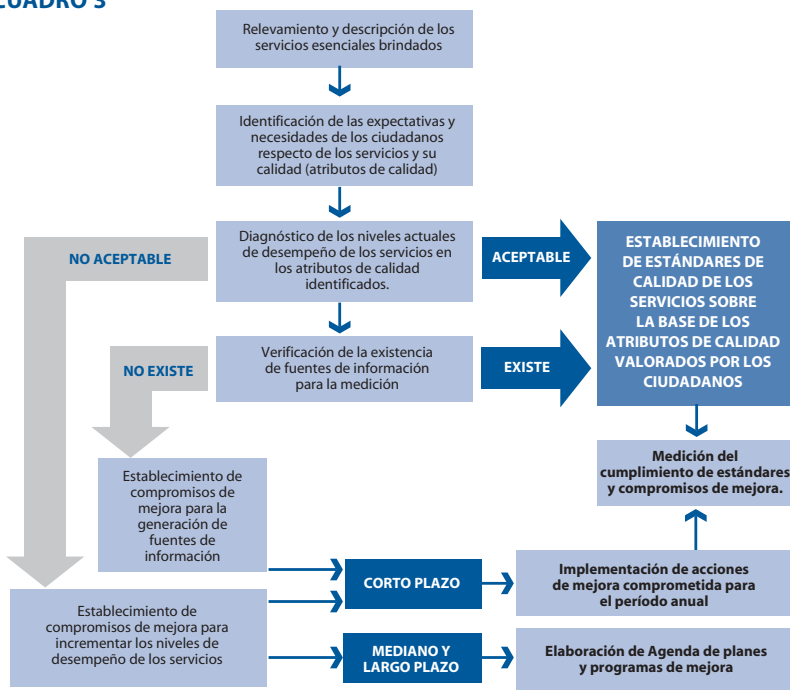 CUADRO 3
Relevamiento y descripción de los
servicios esenciales brindados
Identificación de las expectativas y
necesidades de los ciudadanos
respecto de los servicios y su
calidad (atributos de calidad)
NO ACEPTABLE
Diagnóstico de los niveles actuales
de desempeño de los servicios en
los atributos de calidad
identificados.
ACEPTABLE
ESTABLECIMIENTO
DE ESTÁNDARES DE
CALIDAD DE LOS
SERVICIOS SOBRE
LA BASE DE LOS
ATRIBUTOS DE CALIDAD
VALORADOS POR LOS
CIUDADANOS
NO EXISTE
Verificación de la existencia
de fuentes de información
para la medición
EXISTE
Medición del
cumplimiento de estándares
y compromisos de mejora.
Establecimiento de
compromisos de
mejora para la
generación de
fuentes de
información
CORTO PLAZO
Implementación de acciones
de mejora comprometida para
el período anual
Establecimiento de
compromisos de mejora para
incrementar los niveles de
desempeño de los servicios
MEDIANO Y
LARGO PLAZO
Elaboración de Agenda de planes
y programas de mejora